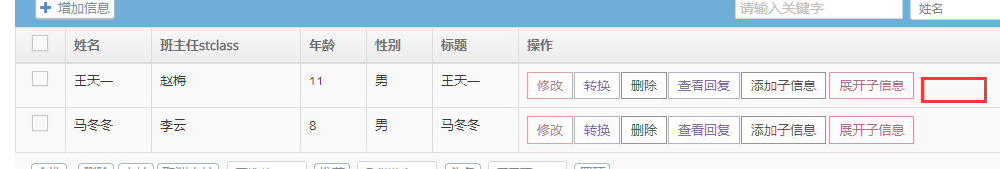 增加信息 请输入关键字 姓名
姓名 班主任stclass 年龄 性别 标题 操作
王天一 赵梅 11 男 王天一 修改 转换 删除 查看回复 添加子信息 展开子信息
马冬冬 李云 8 男 马冬冬 修改 转换 删除 查看回复 添加子信息 展开子信息